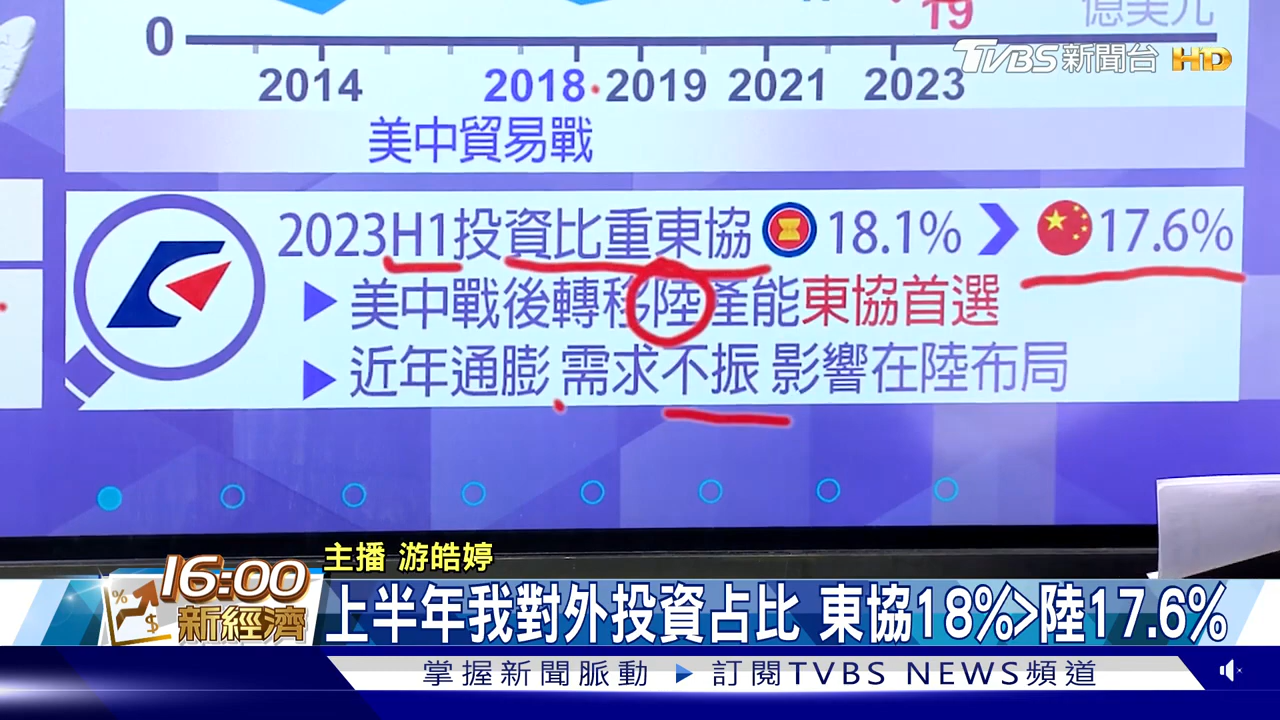 19
億美元
0
2014 2018 2019 2021 2023
TVBS新聞台 HD
美中貿易戰
2023H1投資比重東協 18.1% 17.6%
美中戰後轉移陸產能東協首選
近年通膨 需求不振 影響在陸布局
主播 游皓婷
16:00
新經濟
% $
上半年我對外投資占比 東協18%>陸17.6%
掌握新聞脈動 ▶ 訂閱TVBS NEWS頻道